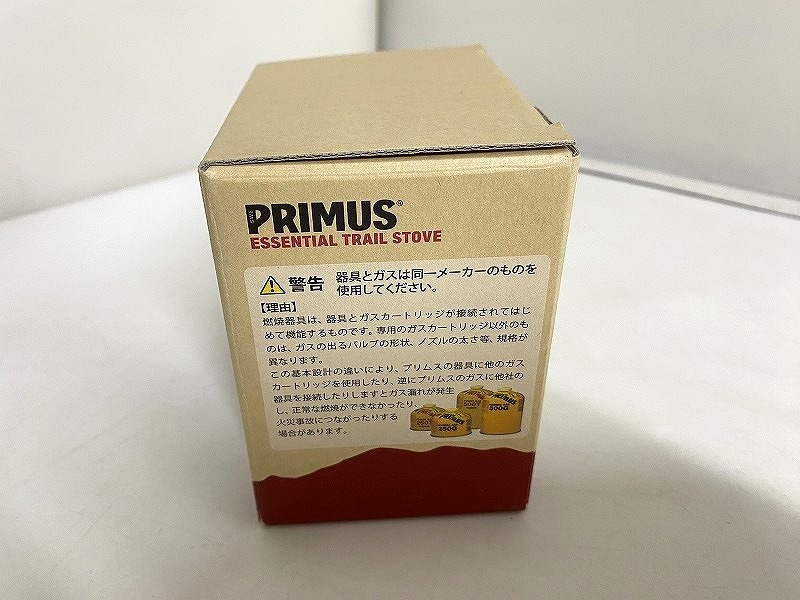 PRIMUS®
ESSENTIAL TRAIL STOVE
警告 器具とガスは同一メーカーのものを
使用してください。
【理由】
燃焼器具は、器具とガスカートリッジが接続されてはじ
めて機能するものです。専用のガスカートリッジ以外のも
のは、ガスの出るバルブの形状、ノズルの太さ等、規格が
異なります。
この基本設計の違いにより、プリムスの器具に他のガス
カートリッジを使用したり、逆にプリムスのガスに他社の
器具を接続したりしますとガス漏れが発生
し、正常な燃焼ができなかったり、
火災事故につながったりする
場合があります。
250G
500G